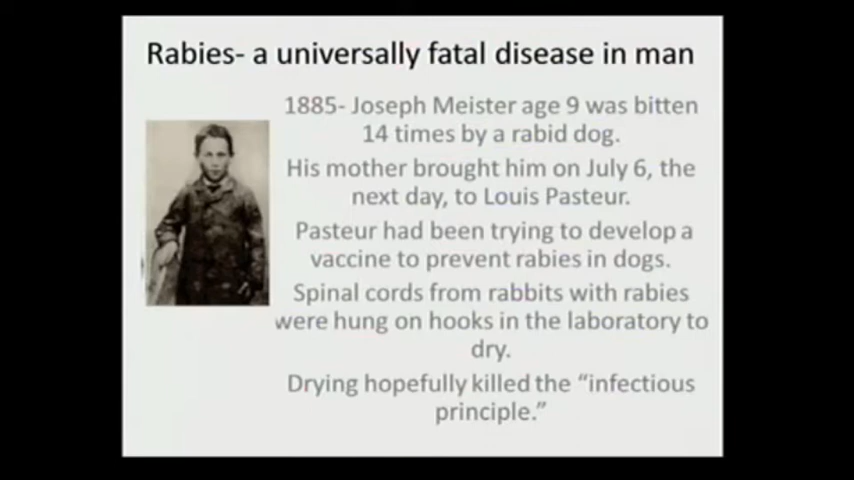 Rabies- a universally fatal disease in man
1885- Joseph Meister age 9 was bitten
14 times by a rabid dog.
His mother brought him on July 6, the
next day, to Louis Pasteur.
Pasteur had been trying to develop a
vaccine to prevent rabies in dogs.
Spinal cords from rabbits with rabies
were hung on hooks in the laboratory to
dry.
Drying hopefully killed the “infectious
principle.”